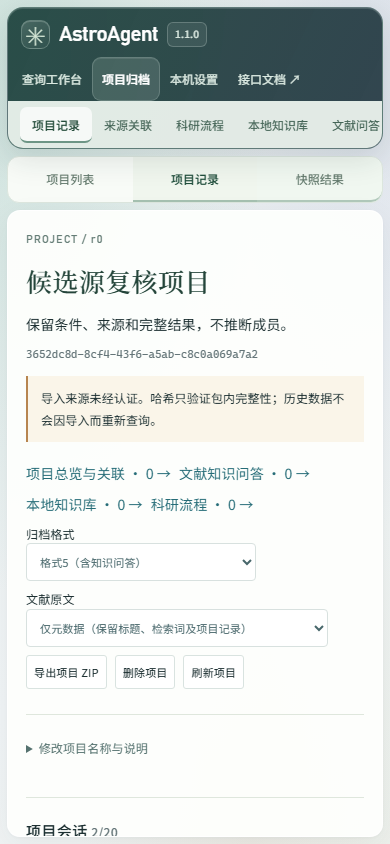 AstroAgent 1.1.0
查询工作台 项目归档 本机设置 接口文档 ↗
项目记录 来源关联 科研流程 本地知识库 文献问答
项目列表 项目记录 快照结果
PROJECT / r0
候选源复核项目
保留条件、来源和完整结果，不推断成员。
3652dc8d-8cf4-43f6-a5ab-c8c0a069a7a2
导入来源未经认证。哈希只验证包内完整性；历史数据不
会因导入而重新查询。
项目总览与关联 · 0 → 文献知识问答 · 0 →
本地知识库 · 0 → 科研流程 · 0 →
归档格式
格式5（含知识问答）
文献原文
仅元数据（保留标题、检索词及项目记录）
导出项目 ZIP 删除项目 刷新项目
▶ 修改项目名称与说明
项目会话 2/20